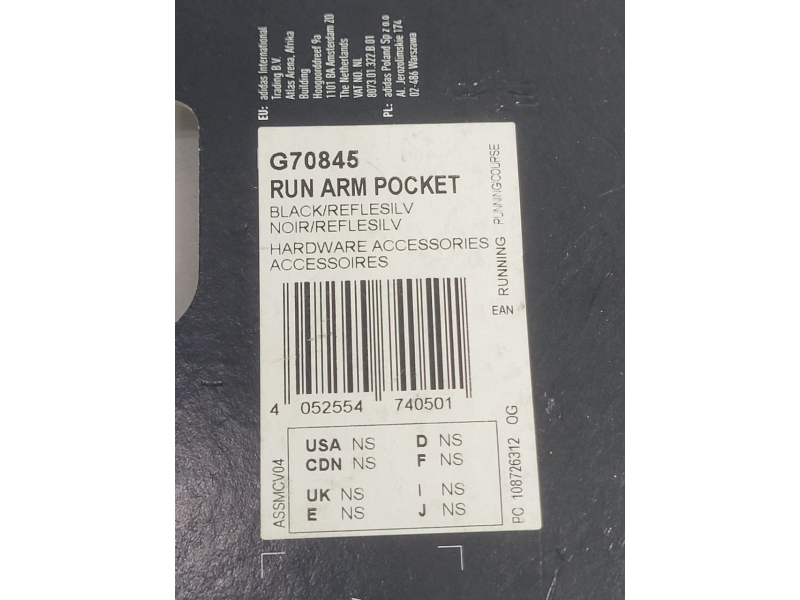 EU: adidas International
Trading B.V.
Atlas Arena, Afrika
Building
Hoogoorddreef 9a
1101 BA Amsterdam ZO
The Netherlands
VAT NO. NL
8073.01.322.B.01
PL: adidas Poland Sp z o.o
Al. Jerozolimskie 174
02-486 Warszawa
G70845
RUN ARM POCKET
BLACK/REFLESILV
NOIR/REFLESILV
HARDWARE ACCESSORIES
ACCESSOIRES
RUNNING/COURSE
RUNNING
EAN
4 052554 740501
USA NS D NS
CDN NS F NS
UK NS I NS
E NS J NS
ASSMCV04
PC 108726312 OG